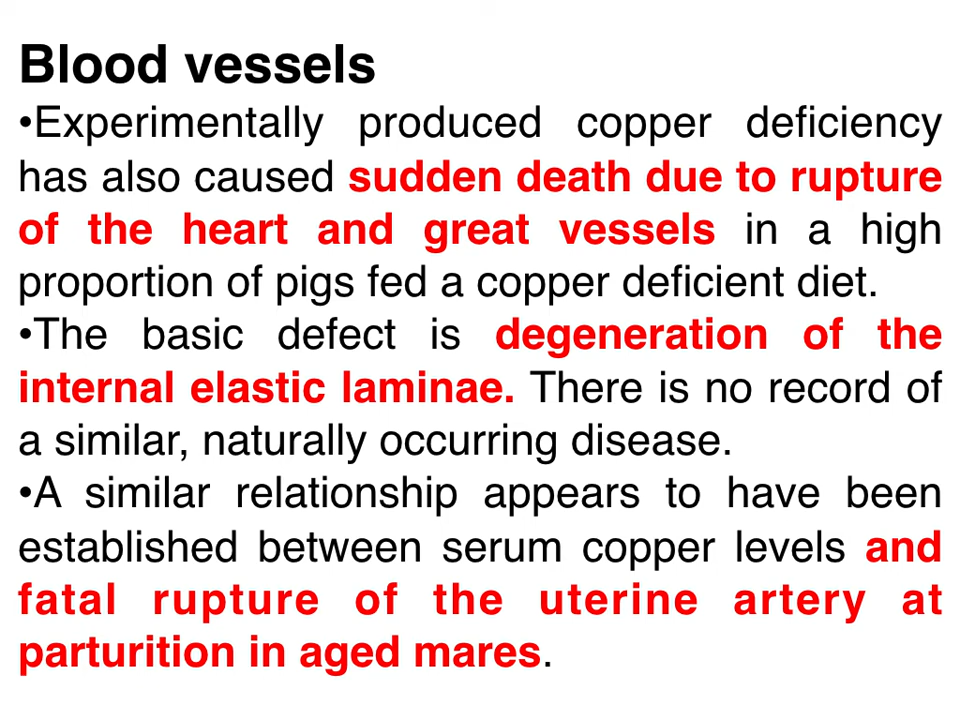 Blood vessels
•Experimentally produced copper deficiency
has also caused sudden death due to rupture
of the heart and great vessels in a high
proportion of pigs fed a copper deficient diet.
•The basic defect is degeneration of the
internal elastic laminae. There is no record of
a similar, naturally occurring disease.
•A similar relationship appears to have been
established between serum copper levels and
fatal rupture of the uterine artery at
parturition in aged mares.